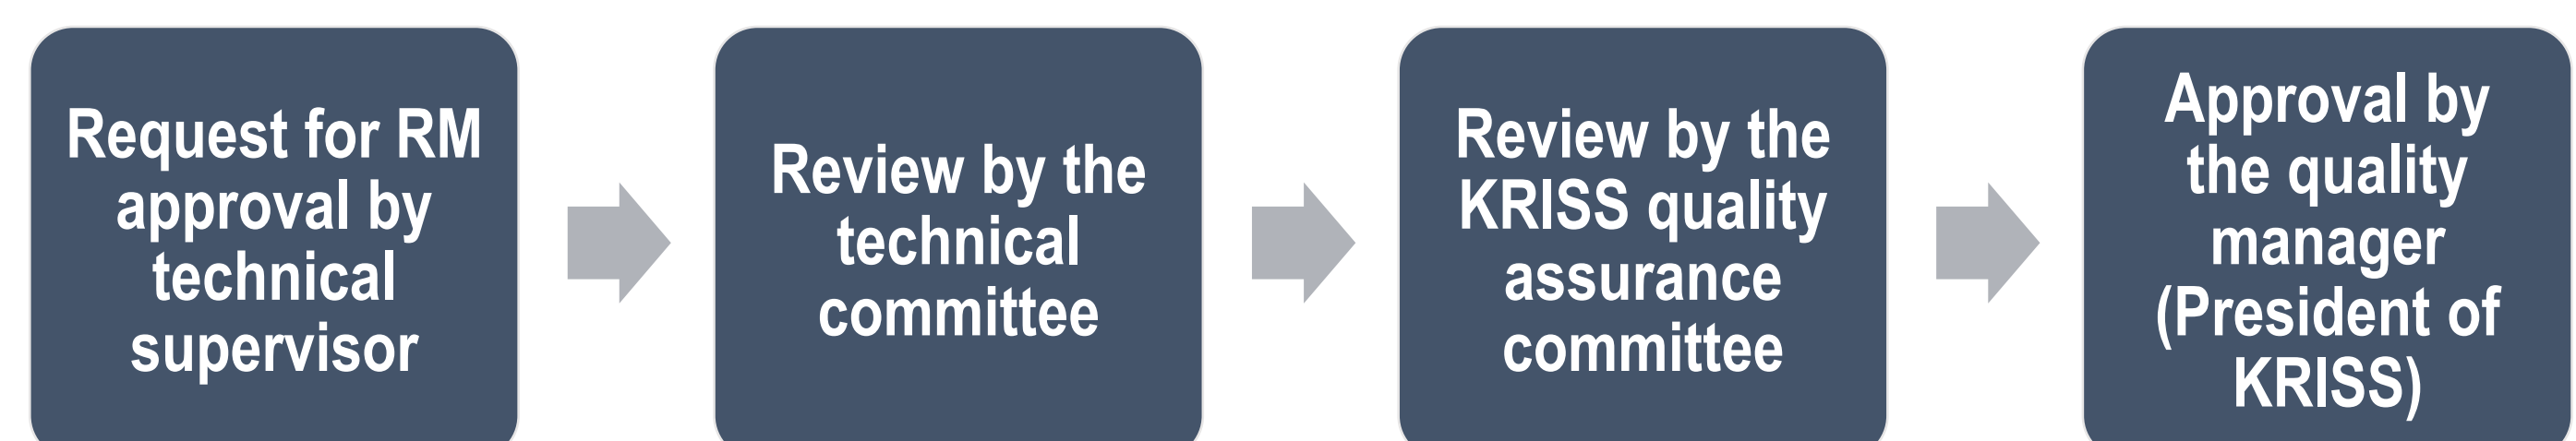 Request for RM
approval by
technical
supervisor
Review by the
technical
committee
Review by the
KRISS quality
assurance
committee
Approval by
the quality
manager
(President of
KRISS)